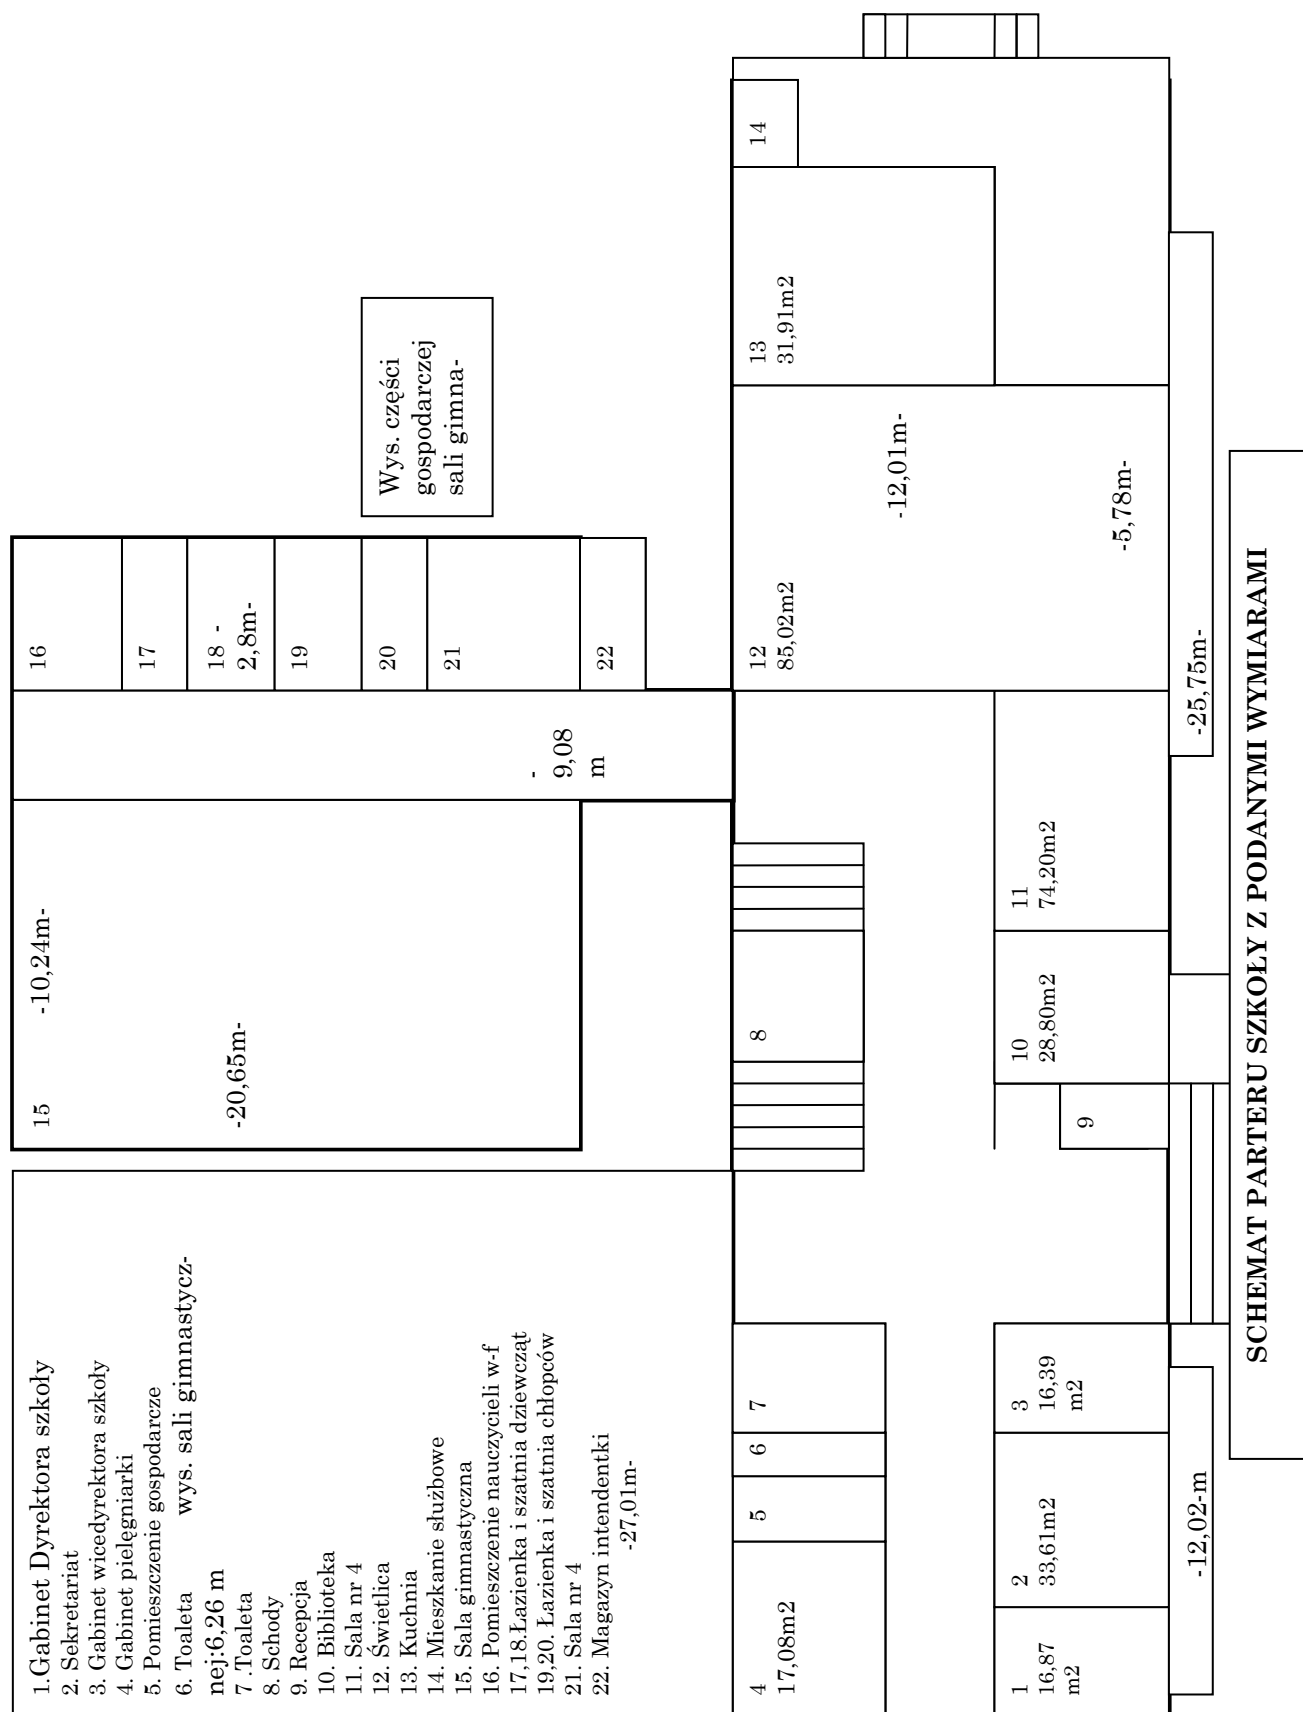 1.Gabinet Dyrektora szkoły
2. Sekretariat
3. Gabinet wicedyrektora szkoły
4. Gabinet pielęgniarki
5. Pomieszczenie gospodarcze
6. Toaleta wys. sali gimnastycz-
nej:6,26 m
7 .Toaleta
8. Schody
9. Recepcja
10. Biblioteka
11. Sala nr 4
12. Świetlica
13. Kuchnia
14. Mieszkanie służbowe
15. Sala gimnastyczna
16. Pomieszczenie nauczycieli w-f
17,18.Łazienka i szatnia dziewcząt
19,20. Łazienka i szatnia chłopców
21. Sala nr 4
22. Magazyn intendentki
-27,01m-
15 -10,24m-
-20,65m-
-
9,08
m
16
17
18 -
2,8m-
19
20
21
22
Wys. części
gospodarczej
sali gimna-
4
17,08m2
5
6
7
8
12
85,02m2
-12,01m-
-5,78m-
13
31,91m2
14
1
16,87
m2
2
33,61m2
3
16,39
m2
9
10
28,80m2
11
74,20m2
-12,02-m
-25,75m-
SCHEMAT PARTERU SZKOŁY Z PODANYMI WYMIARAMI